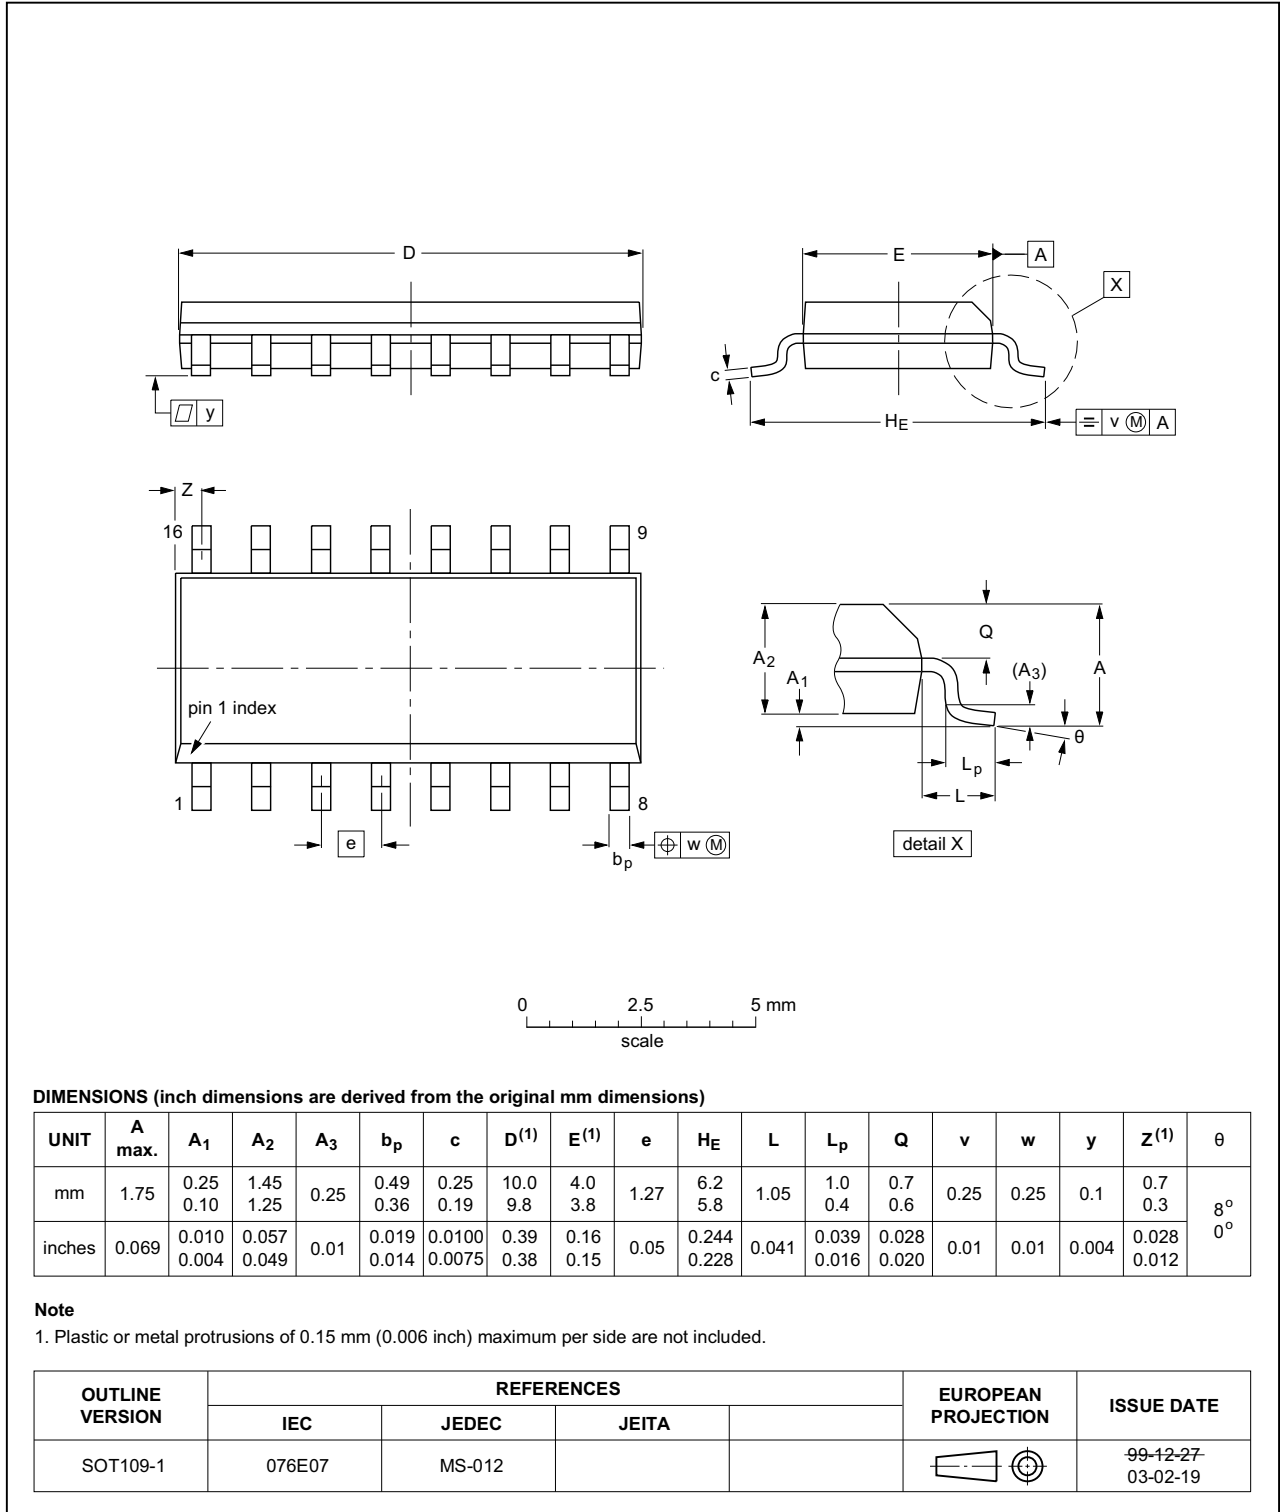 D
E
A
X
c
y
HE
v M A
Z
16
9
pin 1 index
1
8
e
bp
w M
Q
A2
A1
(A3)
A
θ
Lp
L
detail X
0 2.5 5 mm
scale
DIMENSIONS (inch dimensions are derived from the original mm dimensions)
UNIT A max. A1 A2 A3 bp c D(1) E(1) e HE L Lp Q v w y Z(1) θ
mm 1.75 0.25 0.10 1.45 1.25 0.25 0.49 0.36 0.25 0.19 10.0 9.8 4.0 3.8 1.27 6.2 5.8 1.05 1.0 0.4 0.7 0.6 0.25 0.25 0.1 0.7 0.3 8° 0°
inches 0.069 0.010 0.004 0.057 0.049 0.01 0.019 0.014 0.0100 0.0075 0.39 0.38 0.16 0.15 0.05 0.244 0.228 0.041 0.039 0.016 0.028 0.020 0.01 0.01 0.004 0.028 0.012
Note
1. Plastic or metal protrusions of 0.15 mm (0.006 inch) maximum per side are not included.
OUTLINE VERSION REFERENCES EUROPEAN PROJECTION ISSUE DATE
IEC JEDEC JEITA
SOT109-1 076E07 MS-012 99-12-27
03-02-19